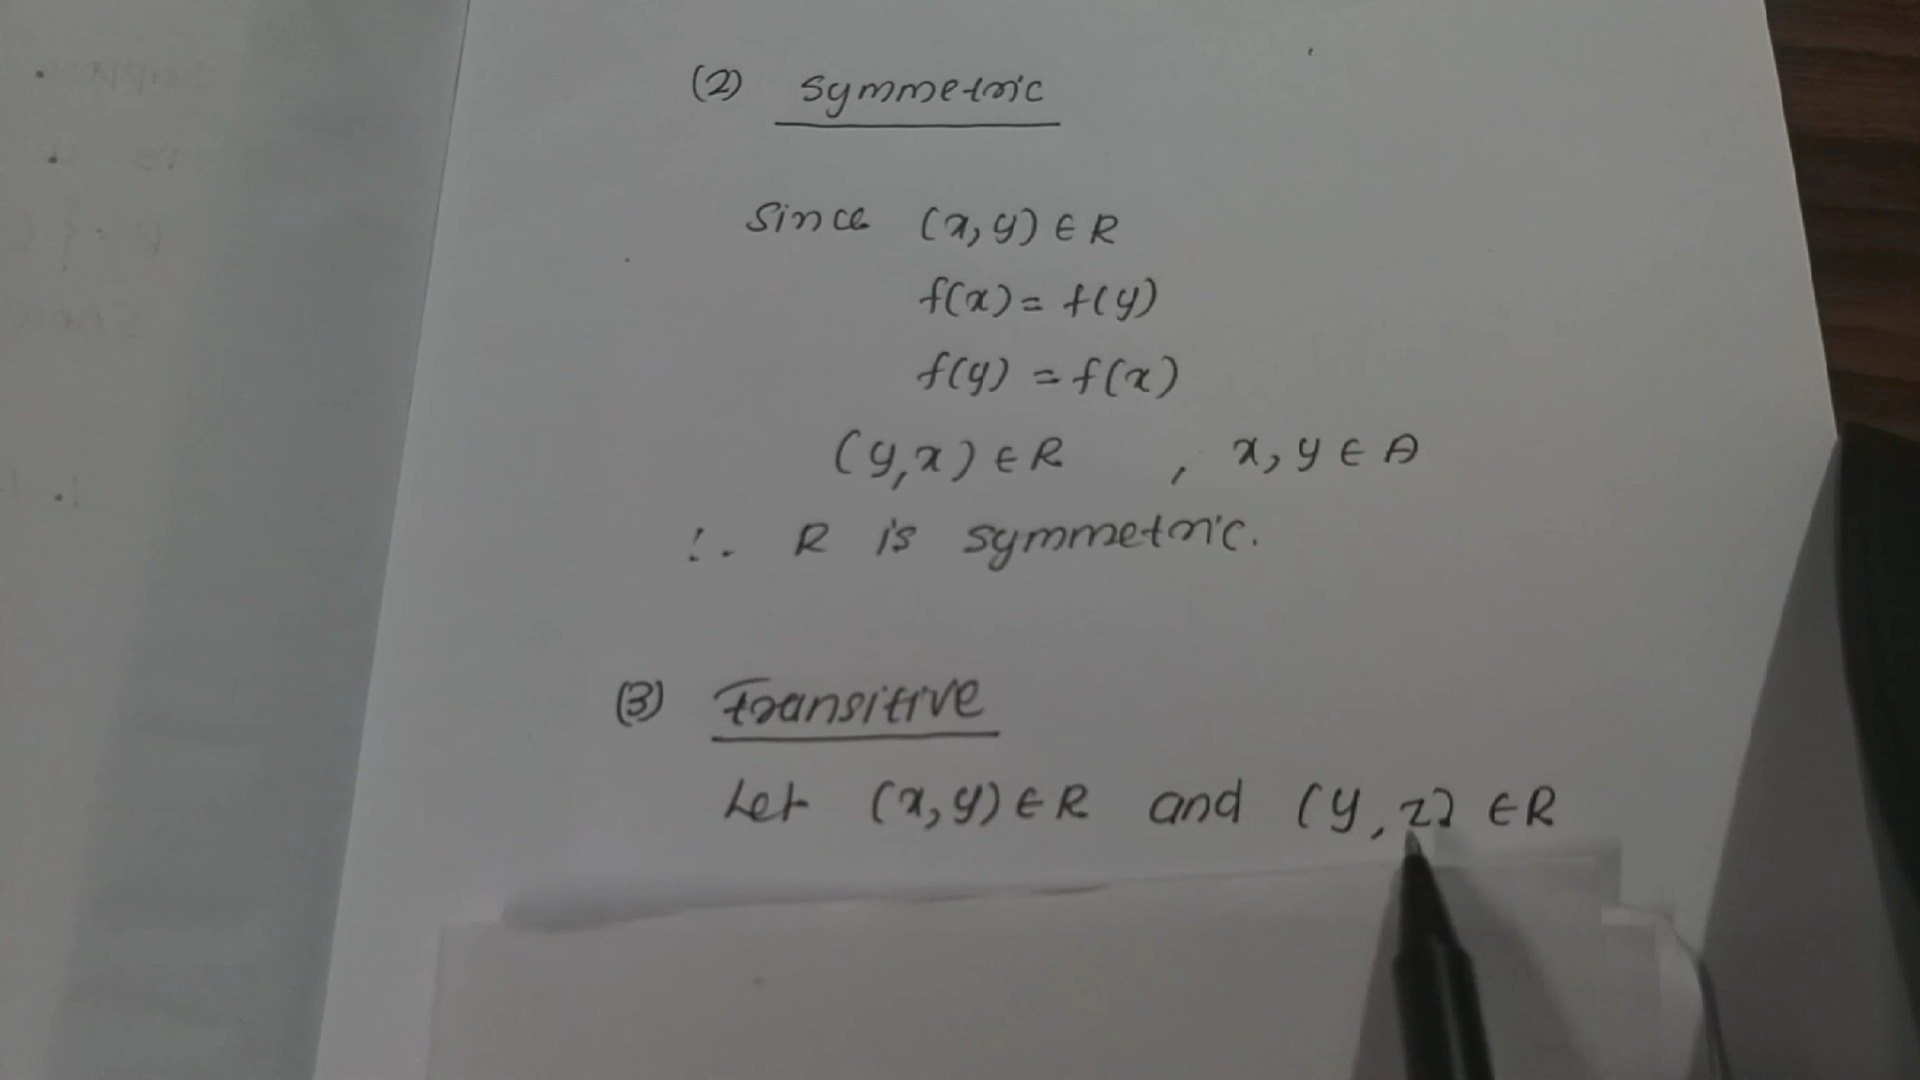 (2) Symmetric
Since (x, y) ∈ R
f(x) = f(y)
f(y) = f(x)
(y, x) ∈ R , x, y ∈ A
∴ R is symmetric.
(3) Transitive
Let (x, y) ∈ R and (y, z) ∈ R